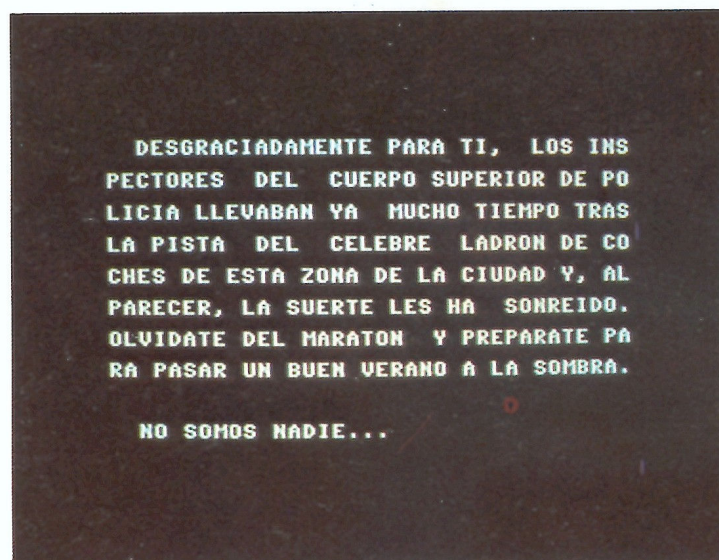 DESGRACIADAMENTE PARA TI, LOS INS
PECTORES DEL CUERPO SUPERIOR DE PO
LICIA LLEVABAN YA MUCHO TIEMPO TRAS
LA PISTA DEL CELEBRE LADRON DE CO
CHES DE ESTA ZONA DE LA CIUDAD Y, AL
PARECER, LA SUERTE LES HA SONREIDO.
OLVIDATE DEL MARATON Y PREPARATE PA
RA PASAR UN BUEN VERANO A LA SOMBRA.
NO SOMOS NADIE...